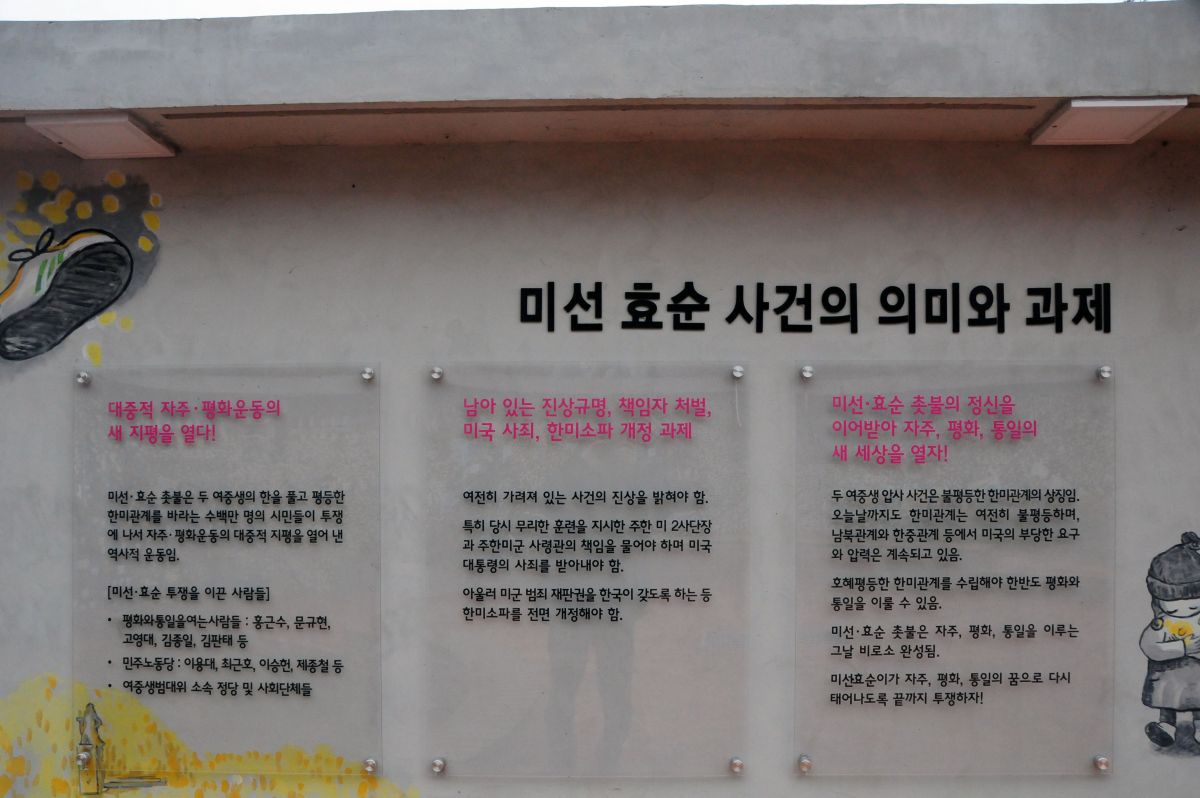 미선 효순 사건의 의미와 과제
대중적 자주·평화운동의
새 지평을 열다!
미선·효순 촛불은 두 여중생의 한을 풀고 평등한
한미관계를 바라는 수백만 명의 시민들이 투쟁
에 나서 자주·평화운동의 대중적 지평을 열어 낸
역사적 운동임.
[미선·효순 투쟁을 이끈 사람들]
• 평화와통일을여는사람들 : 홍근수, 문규현,
고영대, 김종일, 김판태 등
• 민주노동당 : 이용대, 최근호, 이승헌, 제종철 등
• 여중생범대위 소속 정당 및 사회단체들
남아 있는 진상규명, 책임자 처벌,
미국 사죄, 한미소파 개정 과제
여전히 가려져 있는 사건의 진상을 밝혀야 함.
특히 당시 무리한 훈련을 지시한 주한 미 2사단장
과 주한미군 사령관의 책임을 물어야 하며 미국
대통령의 사죄를 받아내야 함.
아울러 미군 범죄 재판권을 한국이 갖도록 하는 등
한미소파를 전면 개정해야 함.
미선·효순 촛불의 정신을
이어받아 자주, 평화, 통일의
새 세상을 열자!
두 여중생 압사 사건은 불평등한 한미관계의 상징임.
오늘날까지도 한미관계는 여전히 불평등하며,
남북관계와 한중관계 등에서 미국의 부당한 요구
와 압력은 계속되고 있음.
호혜평등한 한미관계를 수립해야 한반도 평화와
통일을 이룰 수 있음.
미선·효순 촛불은 자주, 평화, 통일을 이루는
그날 비로소 완성됨.
미선효순이가 자주, 평화, 통일의 꿈으로 다시
태어나도록 끝까지 투쟁하자!